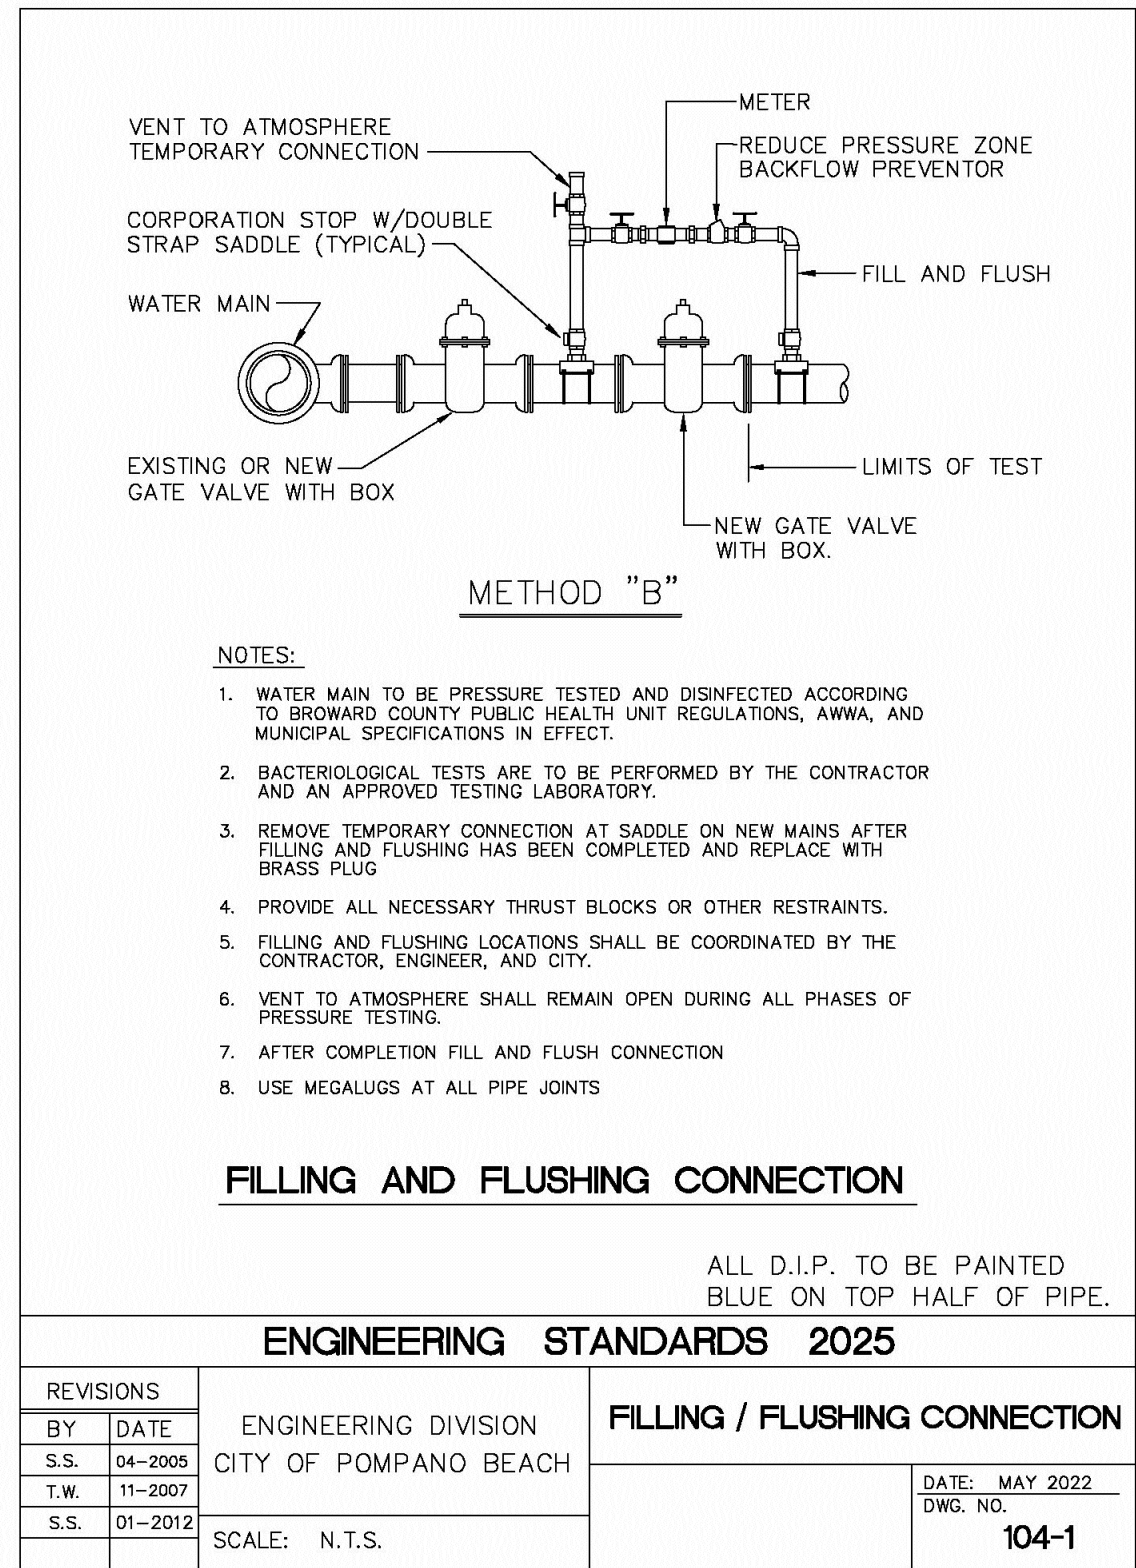 METER
VENT TO ATMOSPHERE
TEMPORARY CONNECTION
REDUCE PRESSURE ZONE
BACKFLOW PREVENTOR
CORPORATION STOP W/DOUBLE
STRAP SADDLE (TYPICAL)
FILL AND FLUSH
WATER MAIN
EXISTING OR NEW
GATE VALVE WITH BOX
LIMITS OF TEST
NEW GATE VALVE
WITH BOX.
METHOD "B"
NOTES:
1. WATER MAIN TO BE PRESSURE TESTED AND DISINFECTED ACCORDING
TO BROWARD COUNTY PUBLIC HEALTH UNIT REGULATIONS, AWWA, AND
MUNICIPAL SPECIFICATIONS IN EFFECT.
2. BACTERIOLOGICAL TESTS ARE TO BE PERFORMED BY THE CONTRACTOR
AND AN APPROVED TESTING LABORATORY.
3. REMOVE TEMPORARY CONNECTION AT SADDLE ON NEW MAINS AFTER
FILLING AND FLUSHING HAS BEEN COMPLETED AND REPLACE WITH
BRASS PLUG
4. PROVIDE ALL NECESSARY THRUST BLOCKS OR OTHER RESTRAINTS.
5. FILLING AND FLUSHING LOCATIONS SHALL BE COORDINATED BY THE
CONTRACTOR, ENGINEER, AND CITY.
6. VENT TO ATMOSPHERE SHALL REMAIN OPEN DURING ALL PHASES OF
PRESSURE TESTING.
7. AFTER COMPLETION FILL AND FLUSH CONNECTION
8. USE MEGALUGS AT ALL PIPE JOINTS
FILLING AND FLUSHING CONNECTION
ALL D.I.P. TO BE PAINTED
BLUE ON TOP HALF OF PIPE.
ENGINEERING STANDARDS 2025
REVISIONS
BY DATE
S.S. 04-2005
T.W. 11-2007
S.S. 01-2012
ENGINEERING DIVISION
CITY OF POMPANO BEACH
SCALE: N.T.S.
FILLING / FLUSHING CONNECTION
DATE: MAY 2022
DWG. NO.
104-1